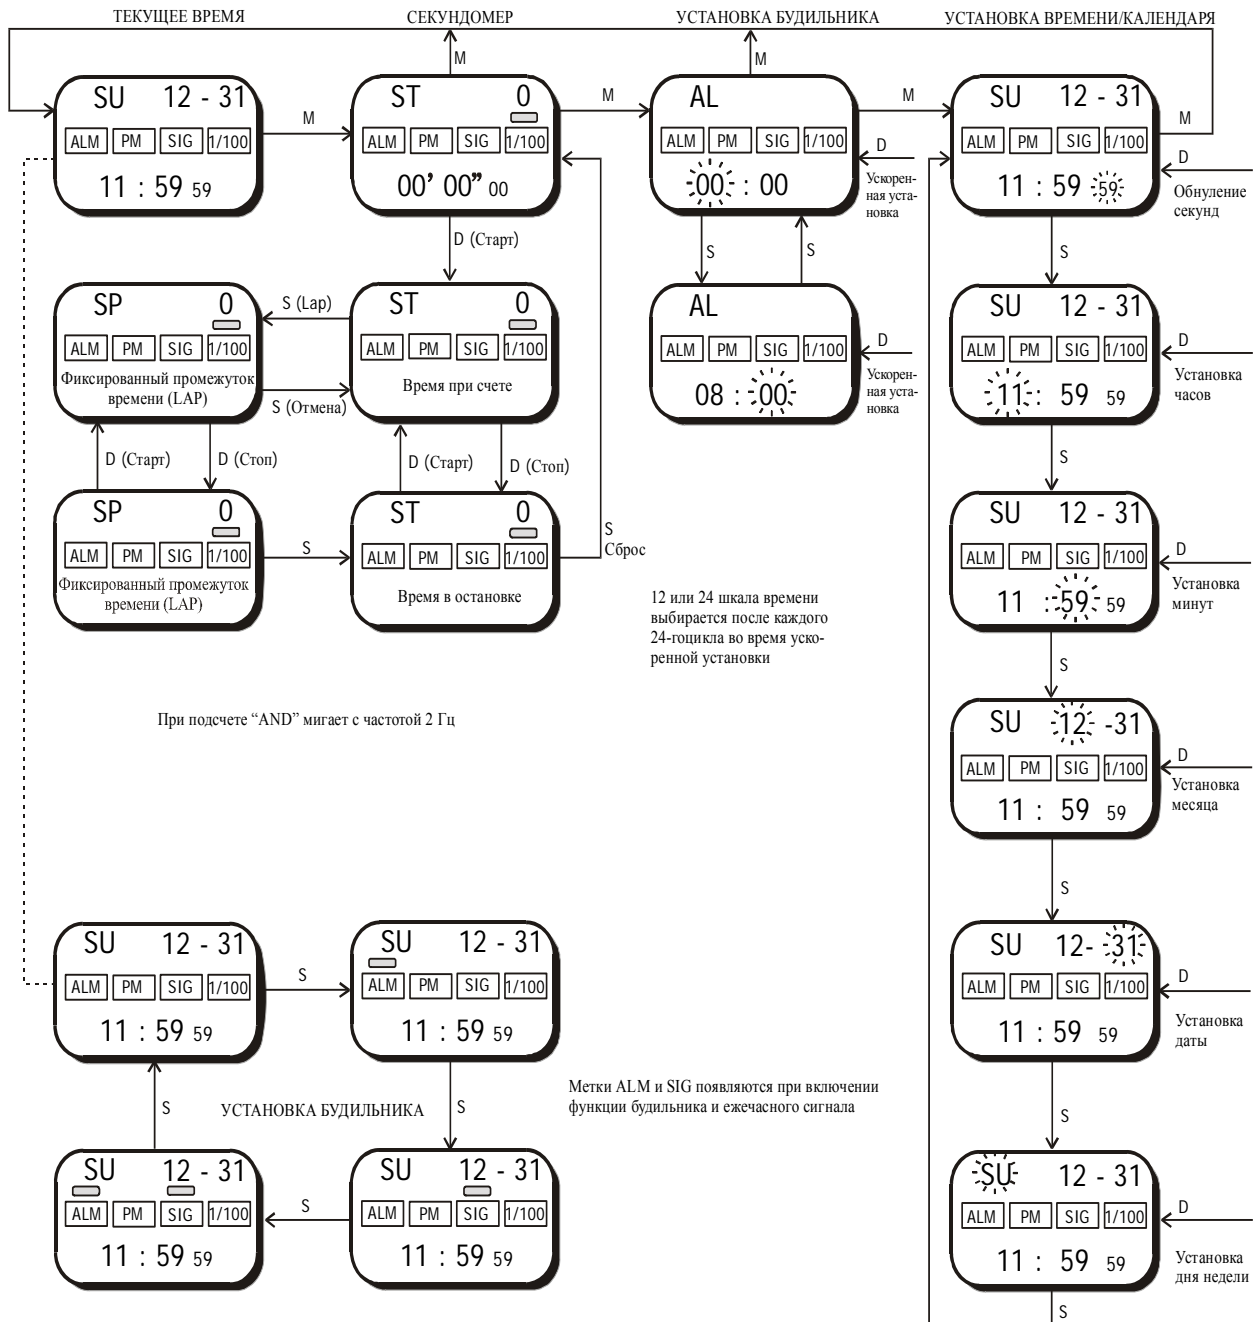 ТЕКУЩЕЕ ВРЕМЯ
СЕКУНДОМЕР
УСТАНОВКА БУДИЛЬНИКА
УСТАНОВКА ВРЕМЕНИ/КАЛЕНДАРЯ
M
M
SU 12 - 31
ALM PM SIG 1/100
11 : 59 59
M
ST 0
ALM PM SIG 1/100
00' 00" 00
M
AL
ALM PM SIG 1/100
00 : 00
M
SU 12 - 31
ALM PM SIG 1/100
11 : 59 59
M
D
Ускорен-
ная уста-
новка
D
Обнуление
секунд
D (Старт)
S
S
S
SP 0
ALM PM SIG 1/100
Фиксированный промежуток
времени (LAP)
S (Lap)
S (Отмена)
ST 0
ALM PM SIG 1/100
Время при счете
AL
ALM PM SIG 1/100
08 : 00
D
Ускорен-
ная уста-
новка
SU 12 - 31
ALM PM SIG 1/100
11 : 59 59
D
Установка
часов
D (Старт)
D (Стоп)
D (Старт)
D (Стоп)
S
SP 0
ALM PM SIG 1/100
Фиксированный промежуток
времени (LAP)
S
ST 0
ALM PM SIG 1/100
Время в остановке
S
Сброс
SU 12 - 31
ALM PM SIG 1/100
11 : 59 59
D
Установка
минут
12 или 24 шкала времени
выбирается после каждого
24-гоцикла во время уско-
ренной установки
S
При подсчете “AND” мигает с частотой 2 Гц
SU 12 -31
ALM PM SIG 1/100
11 : 59 59
D
Установка
месяца
S
SU 12 - 31
ALM PM SIG 1/100
11 : 59 59
S
SU 12 - 31
ALM PM SIG 1/100
11 : 59 59
SU 12- 31
ALM PM SIG 1/100
11 : 59 59
D
Установка
даты
S
УСТАНОВКА БУДИЛЬНИКА
S
Метки ALM и SIG появляются при включении
функции будильника и ежечасного сигнала
S
SU 12 - 31
ALM PM SIG 1/100
11 : 59 59
S
SU 12 - 31
ALM PM SIG 1/100
11 : 59 59
SU 12 - 31
ALM PM SIG 1/100
11 : 59 59
D
Установка
дня недели
S